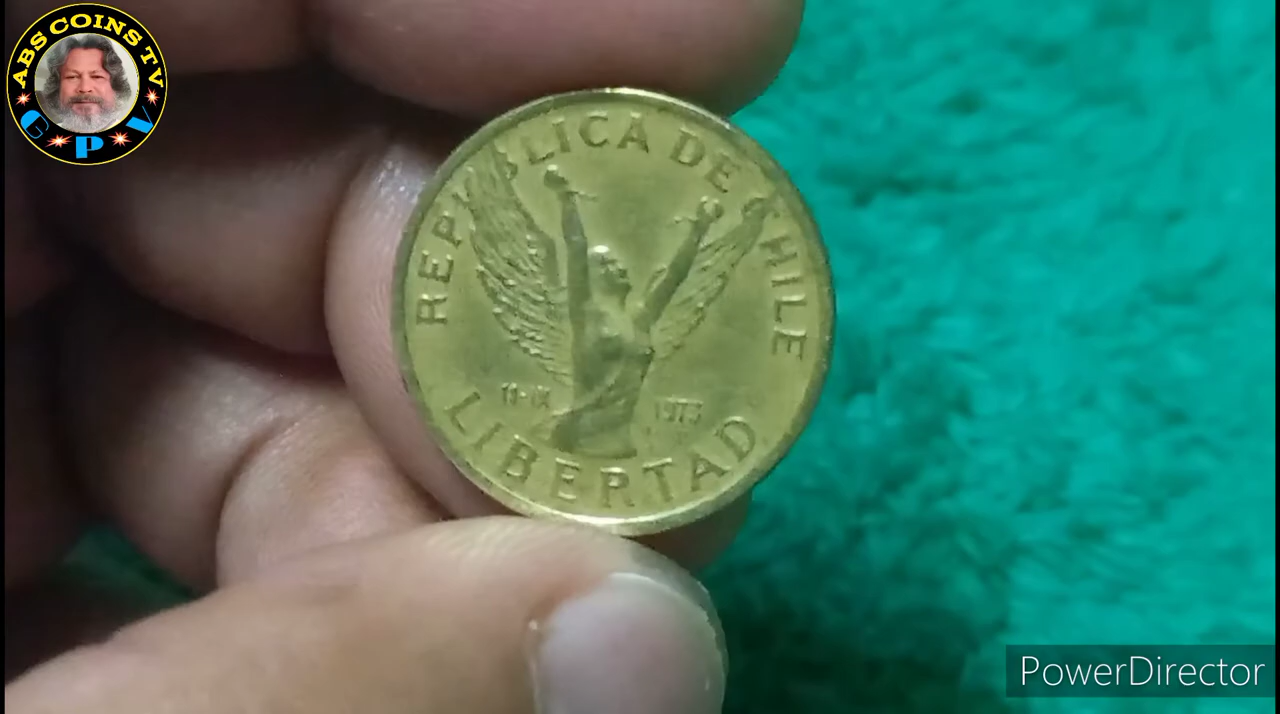 ABS COINS TV
G P V
REPUBLICA DE CHILE
11-IX 1973
LIBERTAD
PowerDirector